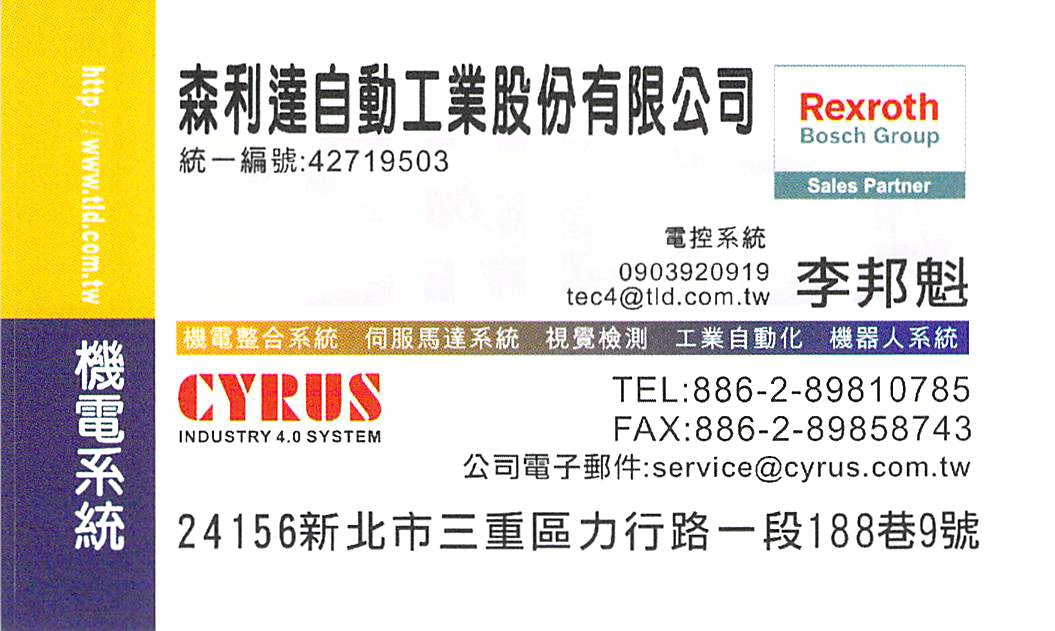 http://www.tld.com.tw
機電系統
森利達自動工業股份有限公司
統一編號:42719503
Rexroth
Bosch Group
Sales Partner
電控系統
0903920919
tec4@tld.com.tw
李邦魁
機電整合系統 伺服馬達系統 視覺檢測 工業自動化 機器人系統
CYRUS
INDUSTRY 4.0 SYSTEM
TEL:886-2-89810785
FAX:886-2-89858743
公司電子郵件:service@cyrus.com.tw
24156新北市三重區力行路一段188巷9號